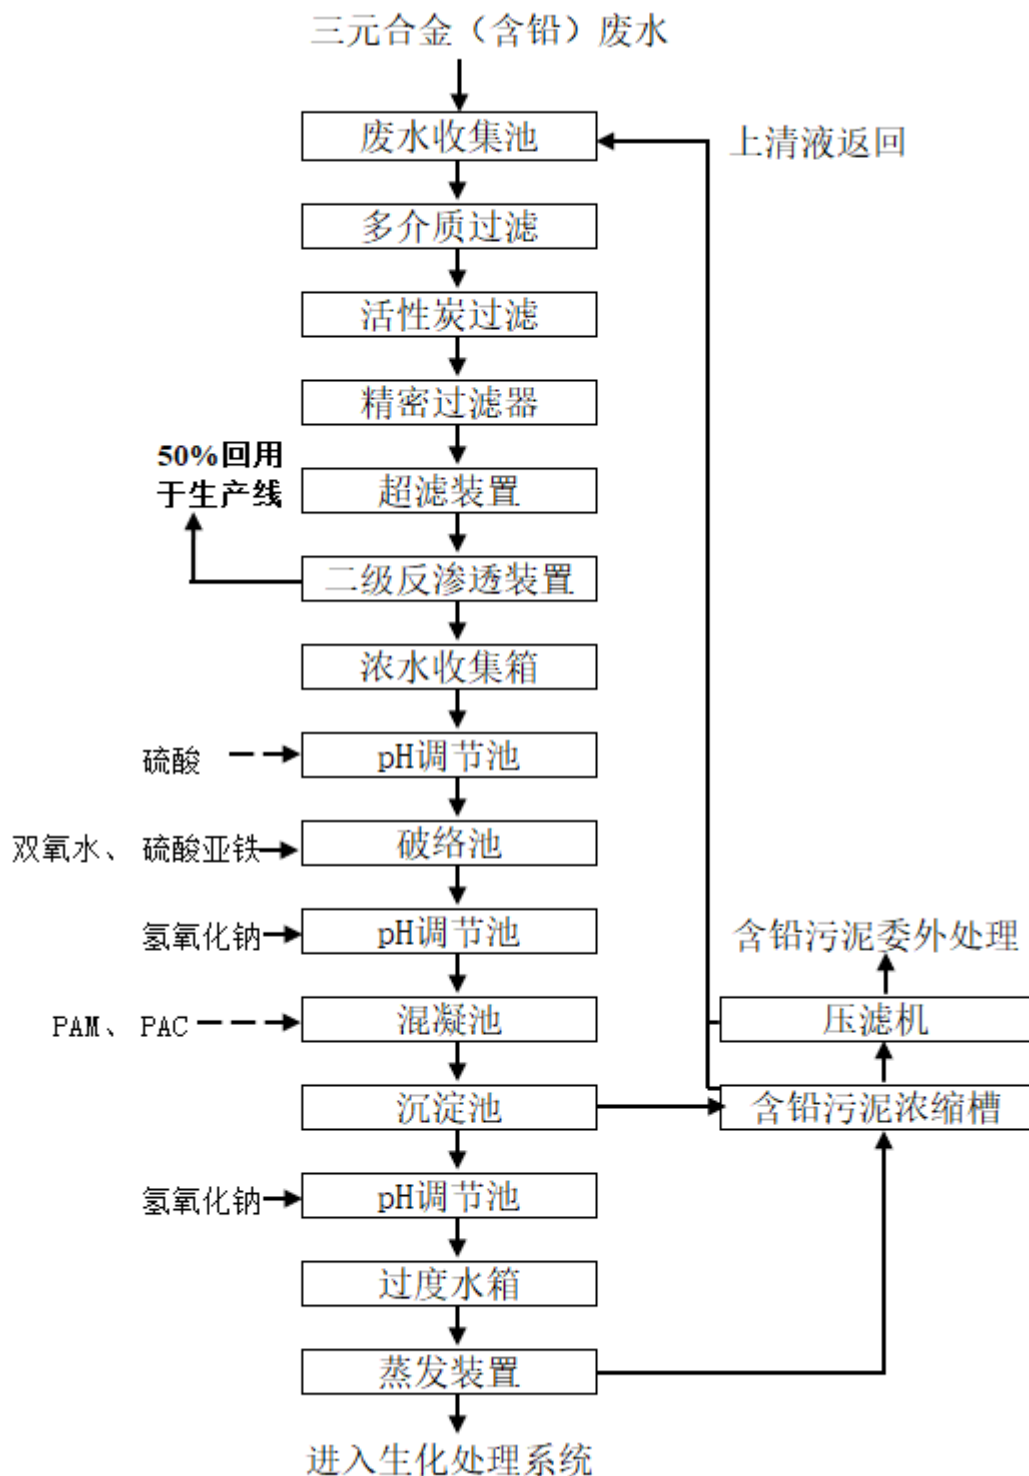 三元合金（含铅）废水
废水收集池
上清液返回
多介质过滤
活性炭过滤
精密过滤器
50%回用
于生产线
超滤装置
二级反渗透装置
浓水收集箱
硫酸
pH调节池
双氧水、硫酸亚铁
破络池
氢氧化钠
pH调节池
含铅污泥委外处理
PAM、PAC
混凝池
压滤机
沉淀池
含铅污泥浓缩槽
氢氧化钠
pH调节池
过度水箱
蒸发装置
进入生化处理系统